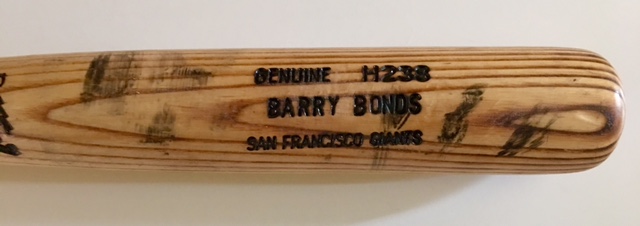 GENUINE H238
BARRY BONDS
SAN FRANCISCO GIANTS